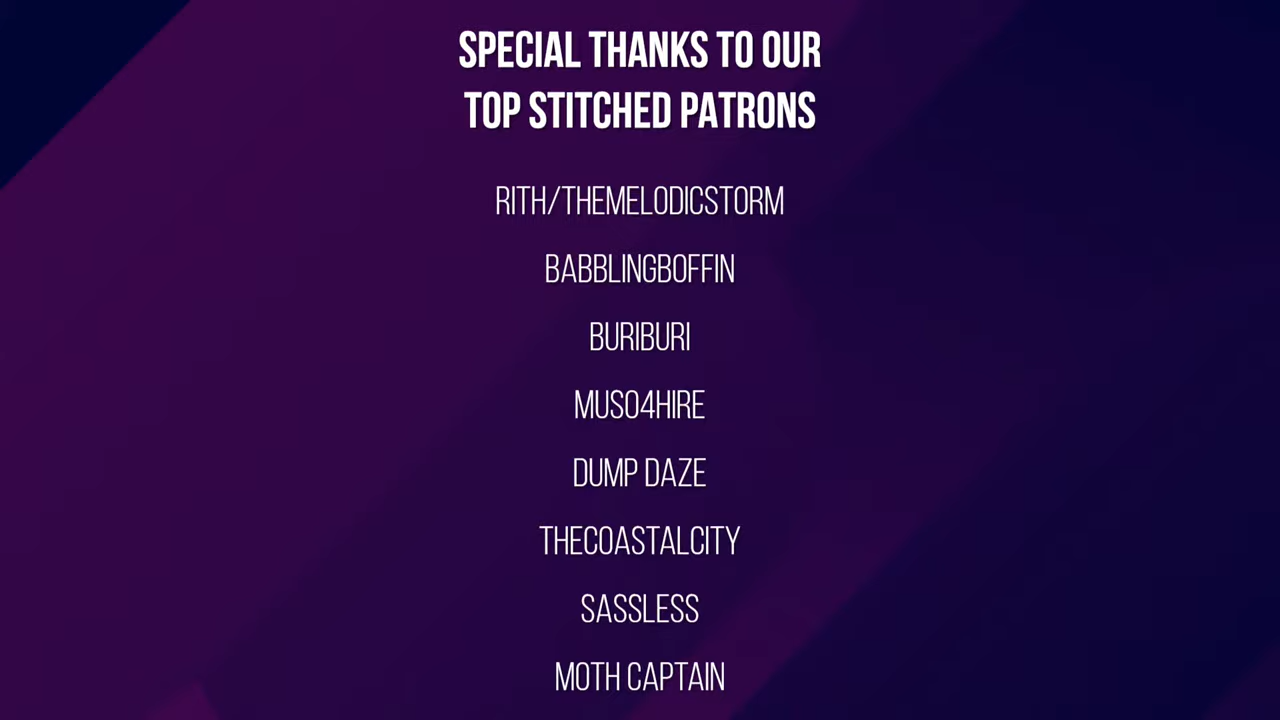 SPECIAL THANKS TO OUR
TOP STITCHED PATRONS
RITH/THEMELODICSTORM
BABBLINGBOFFIN
BURIBURI
MUSO4HIRE
DUMP DAZE
THECOASTALCITY
SASSLESS
MOTH CAPTAIN